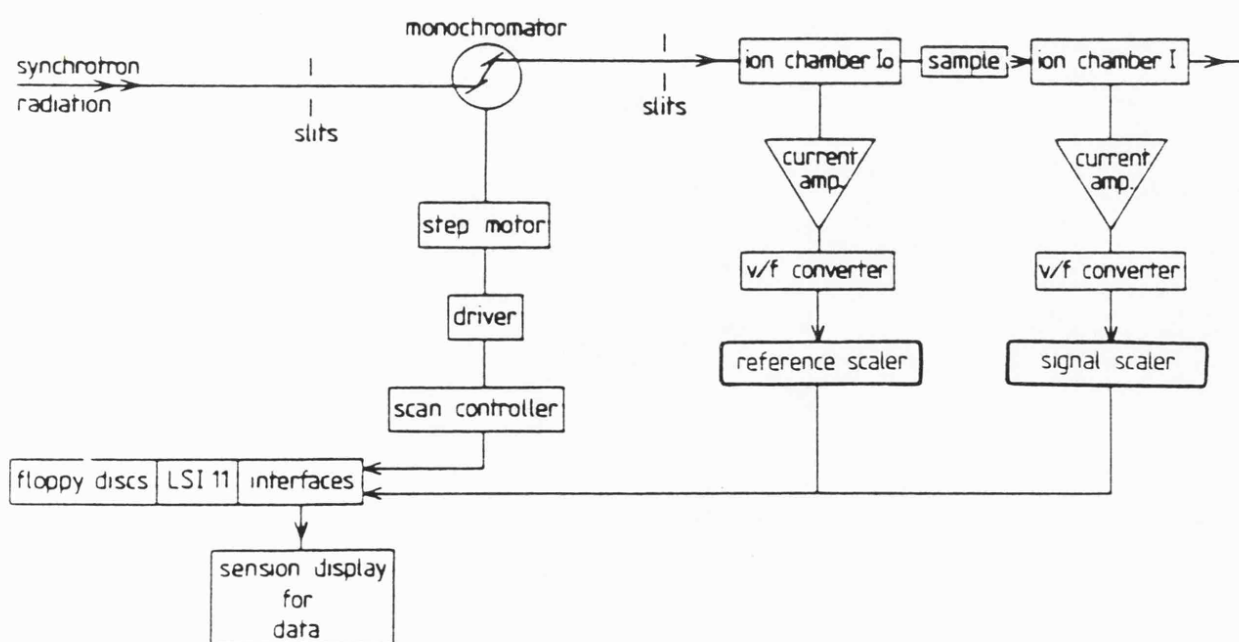 monochromator
synchrotron
radiation
slits
slits
ion chamber Io
sample
ion chamber I
current
amp.
current
amp.
step motor
v/f converter
v/f converter
driver
reference scaler
signal scaler
scan controller
floppy discs
LSI 11
interfaces
sension display
for
data